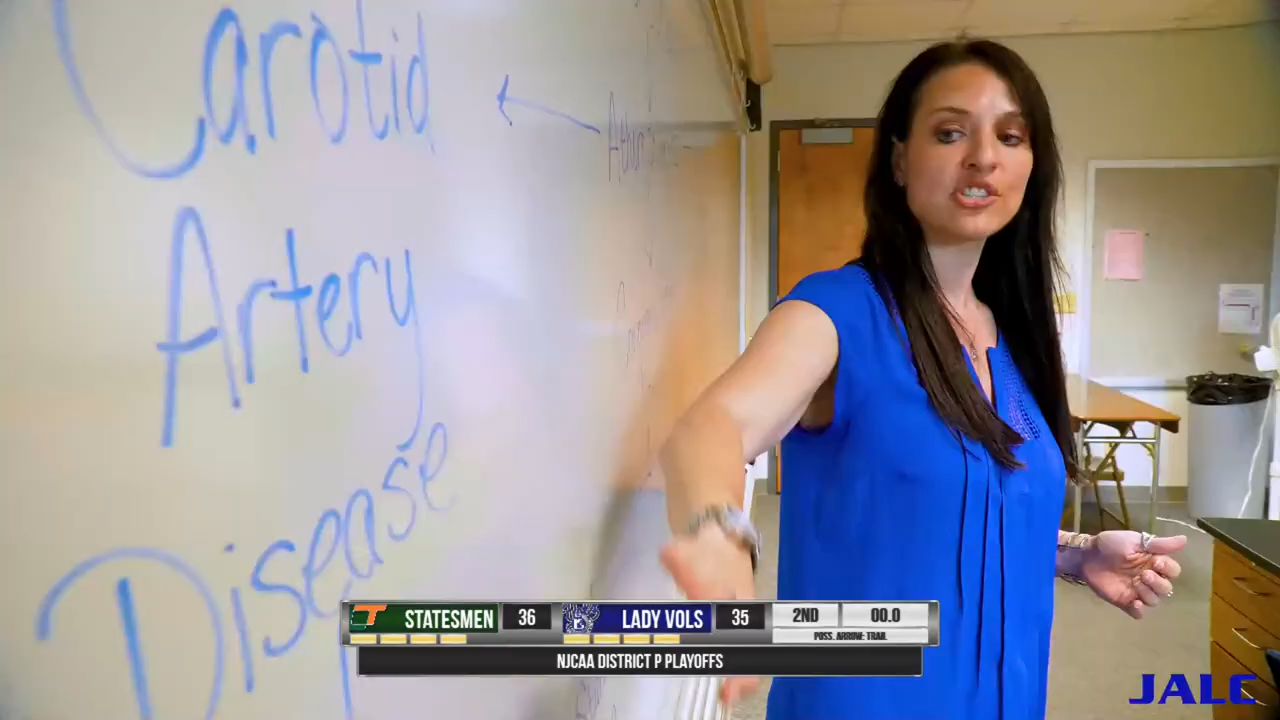 Carotid
Artery
Disease
STATESMEN 36 LADY VOLS 35 2ND 00.0
POSS. ARROW: TRAIL
NJCAA DISTRICT P PLAYOFFS
JALC